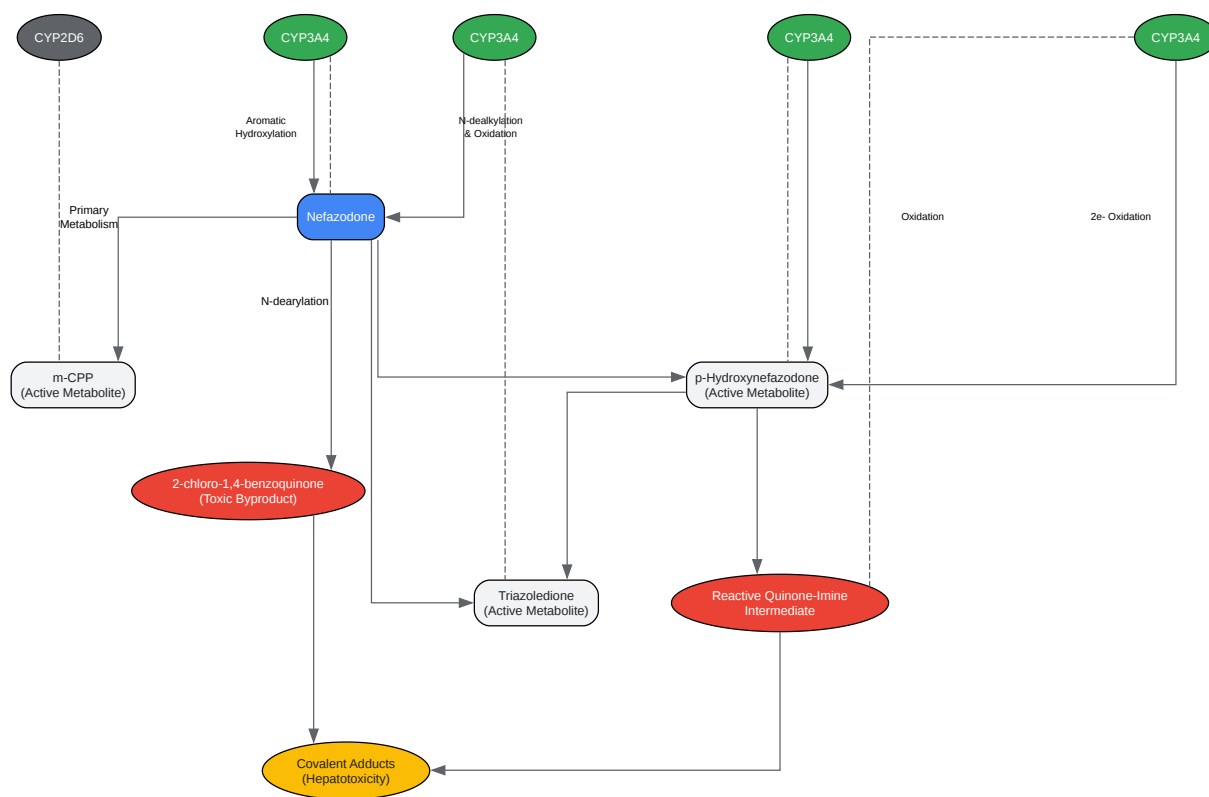 CYP2D6
CYP3A4
CYP3A4
CYP3A4
CYP3A4
Aromatic
Hydroxylation
N-dealkylation
& Oxidation
Primary
Metabolism
Nefazodone
Oxidation
2e- Oxidation
N-dearylation
m-CPP
(Active Metabolite)
p-Hydroxynefazodone
(Active Metabolite)
2-chloro-1,4-benzoquinone
(Toxic Byproduct)
Triazoledione
(Active Metabolite)
Reactive Quinone-Imine
Intermediate
Covalent Adducts
(Hepatotoxicity)